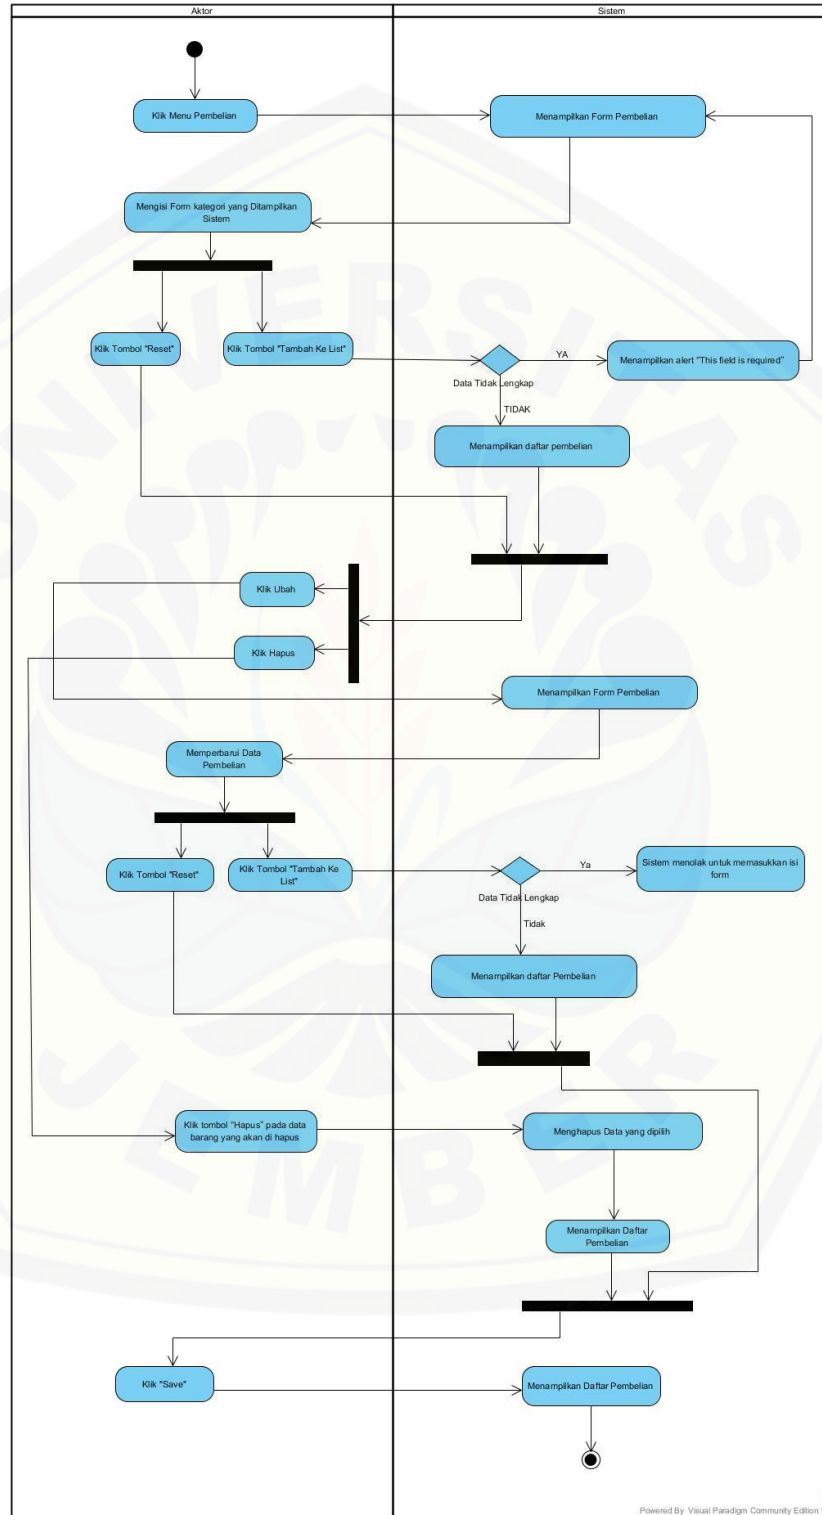 Aktor
Sistem
Klik Menu Pembelian
Menampilkan Form Pembelian
Mengisi Form kategori yang Ditampilkan
Sistem
Klik Tombol "Reset"
Klik Tombol "Tambah Ke List"
YA
Menampilkan alert "This field is required"
Data Tidak Lengkap
TIDAK
Menampilkan daftar pembelian
Klik Ubah
Klik Hapus
Menampilkan Form Pembelian
Memperbarui Data
Pembelian
Klik Tombol "Reset"
Klik Tombol "Tambah Ke
List"
Ya
Sistem menolak untuk memasukkan isi
form
Data Tidak Lengkap
Tidak
Menampilkan daftar Pembelian
Klik tombol "Hapus" pada data
barang yang akan di hapus
Menghapus Data yang dipilih
Menampilkan Daftar
Pembelian
Klik "Save"
Menampilkan Daftar Pembelian
UNIVERSITAS
JEMBER
Powered By Visual Paradigm Community Edition